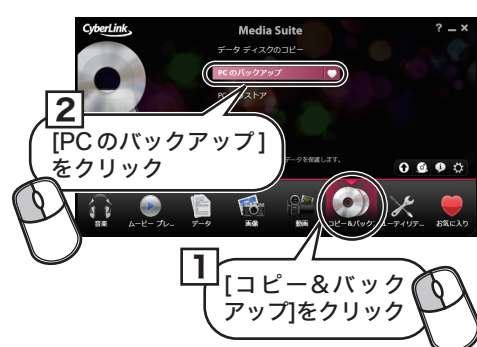 CyberLink
Media Suite
? _ ×
データ ディスクのコピー
PC のバックアップ
PC
ストア
2
[PC のバックアップ]
をクリック
データを保護します。
音楽
ムービー プレ...
データ
画像
動画
コピー&バック
ユーティリテ...
お気に入り
1
[コピー&バック
アップ]をクリック